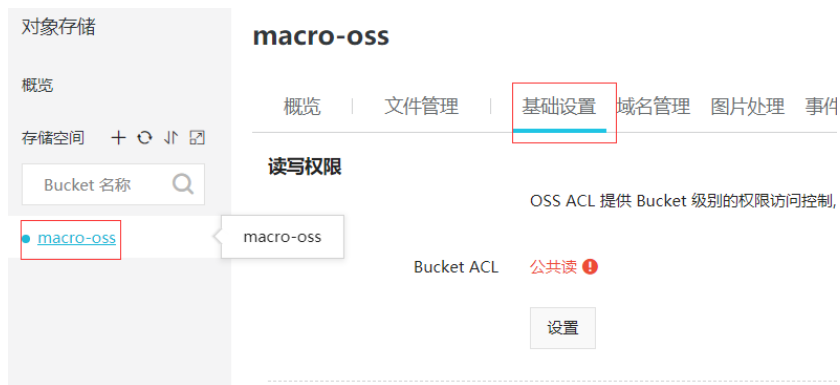 对象存储
概览
存储空间
Bucket 名称
macro-oss
macro-oss
macro-oss
概览 文件管理 基础设置 域名管理 图片处理 事件
读写权限
OSS ACL 提供 Bucket 级别的权限访问控制,
Bucket ACL 公共读
设置